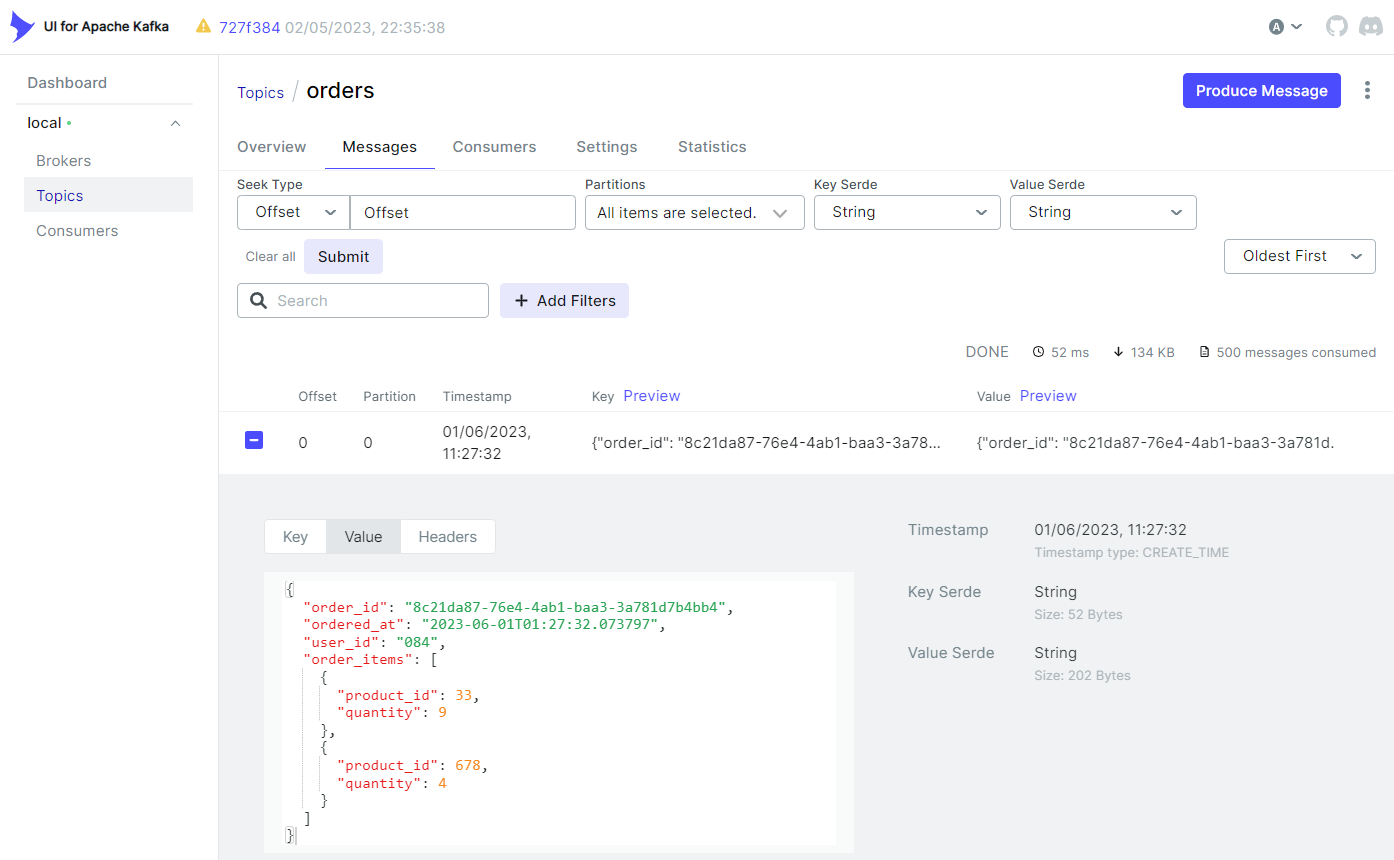 UI for Apache Kafka 727f384 02/05/2023, 22:35:38 A
Dashboard
local
Brokers
Topics
Consumers
Topics / orders
Produce Message
Overview Messages Consumers Settings Statistics
Seek Type Partitions Key Serde Value Serde
Offset Offset All items are selected. String String
Clear all Submit Oldest First
Search + Add Filters
DONE 52 ms 134 KB 500 messages consumed
Offset Partition Timestamp Key Preview Value Preview
0 0 01/06/2023, 11:27:32 {"order_id": "8c21da87-76e4-4ab1-baa3-3a78... {"order_id": "8c21da87-76e4-4ab1-baa3-3a781d.
Key Value Headers
{
"order_id": "8c21da87-76e4-4ab1-baa3-3a781d7b4bb4",
"ordered_at": "2023-06-01T01:27:32.073797",
"user_id": "084",
"order_items": [
{
"product_id": 33,
"quantity": 9
},
{
"product_id": 678,
"quantity": 4
}
]
}
Timestamp 01/06/2023, 11:27:32
Timestamp type: CREATE_TIME
Key Serde String
Size: 52 Bytes
Value Serde String
Size: 202 Bytes